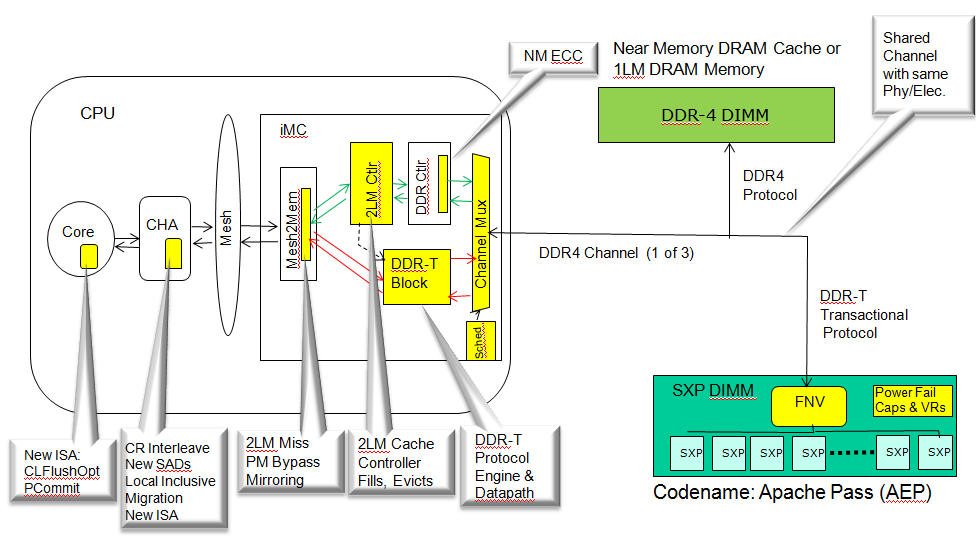 NM ECC
Near Memory DRAM Cache or
1LM DRAM Memory
Shared
Channel
with same
Phy/Elec.
CPU
iMC
DDR-4 DIMM
Core
CHA
Mesh
Mesh2Mem
2LM Ctlr
DDR Ctlr
Channel Mux
DDR-T
Block
Sched
DDR4
Protocol
DDR4 Channel (1 of 3)
DDR-T
Transactional
Protocol
SXP DIMM
FNV
Power Fail
Caps & VRs
SXP
SXP
SXP
SXP
SXP
SXP
Codename: Apache Pass (AEP)
New ISA:
CLFlushOpt
PCommit
CR Interleave
New SADs
Local Inclusive
Migration
New ISA
2LM Miss
PM Bypass
Mirroring
2LM Cache
Controller
Fills, Evicts
DDR-T
Protocol
Engine &
Datapath